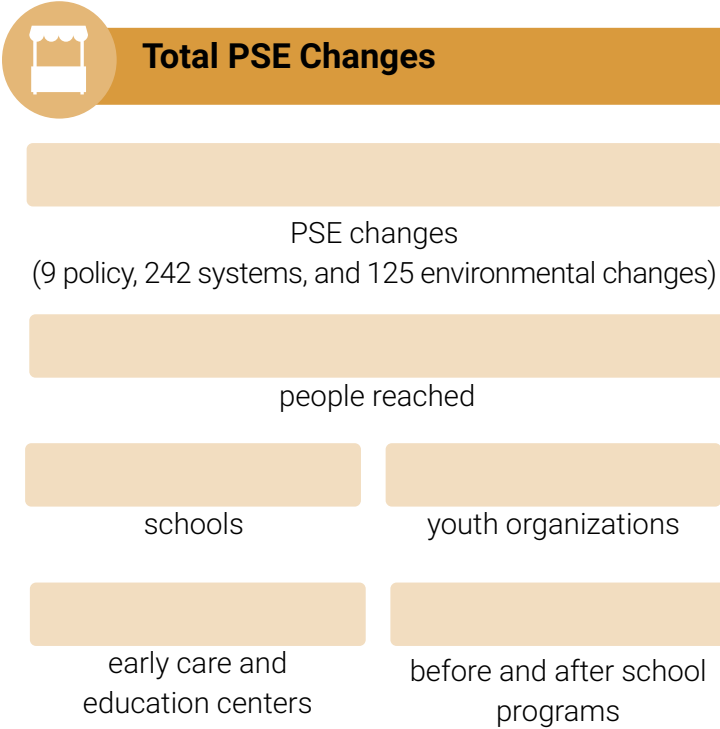 Total PSE Changes
PSE changes
(9 policy, 242 systems, and 125 environmental changes)
people reached
schools
youth organizations
early care and
education centers
before and after school
programs